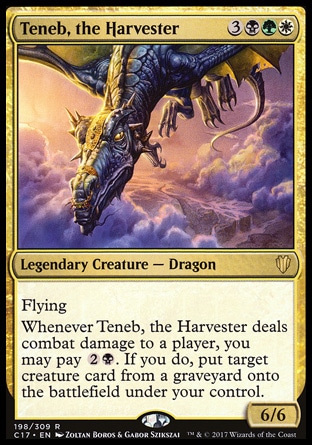 Teneb, the Harvester 3
Legendary Creature — Dragon
Flying
Whenever Teneb, the Harvester deals
combat damage to a player, you
may pay 2 . If you do, put target
creature card from a graveyard onto
the battlefield under your control.
6/6
198/309 R
C17 • EN Zoltan Boros & Gabor Szikszai ™ & © 2017 Wizards of the Coast